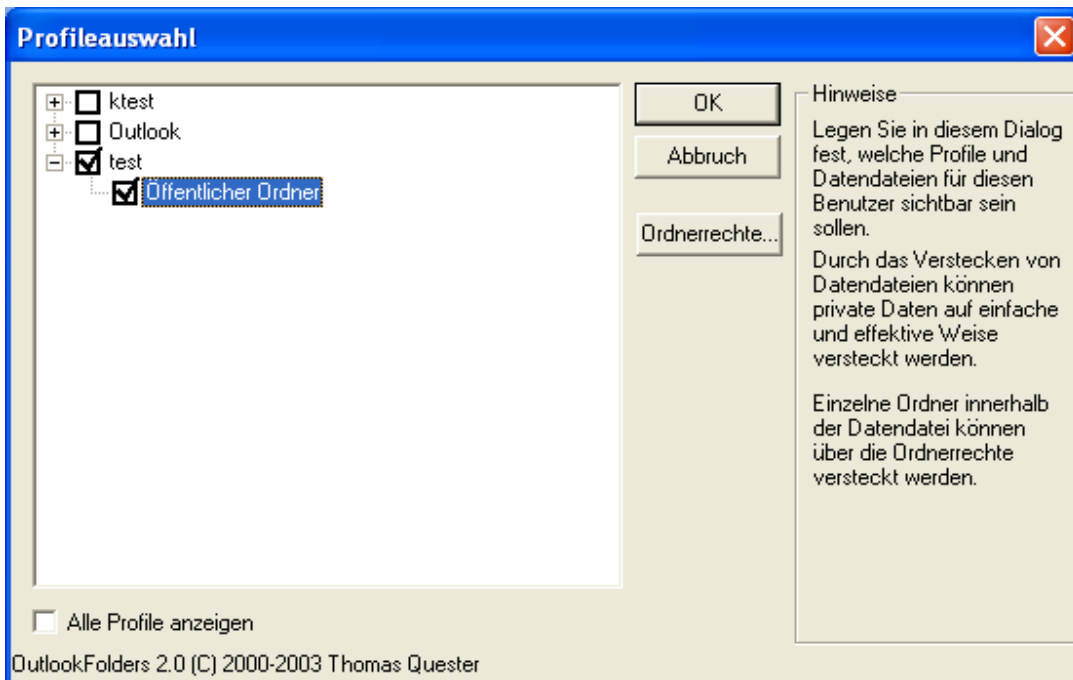 Profileauswahl
ktest
Outlook
test
Öffentlicher Ordner
OK
Abbruch
Ordnerrechte...
Hinweise
Legen Sie in diesem Dialog
fest, welche Profile und
Datendateien für diesen
Benutzer sichtbar sein
sollen.
Durch das Verstecken von
Datendateien können
private Daten auf einfache
und effektive Weise
versteckt werden.
Einzelne Ordner innerhalb
der Datendatei können
über die Ordnerrechte
versteckt werden.
Alle Profile anzeigen
OutlookFolders 2.0 (C) 2000-2003 Thomas Quester